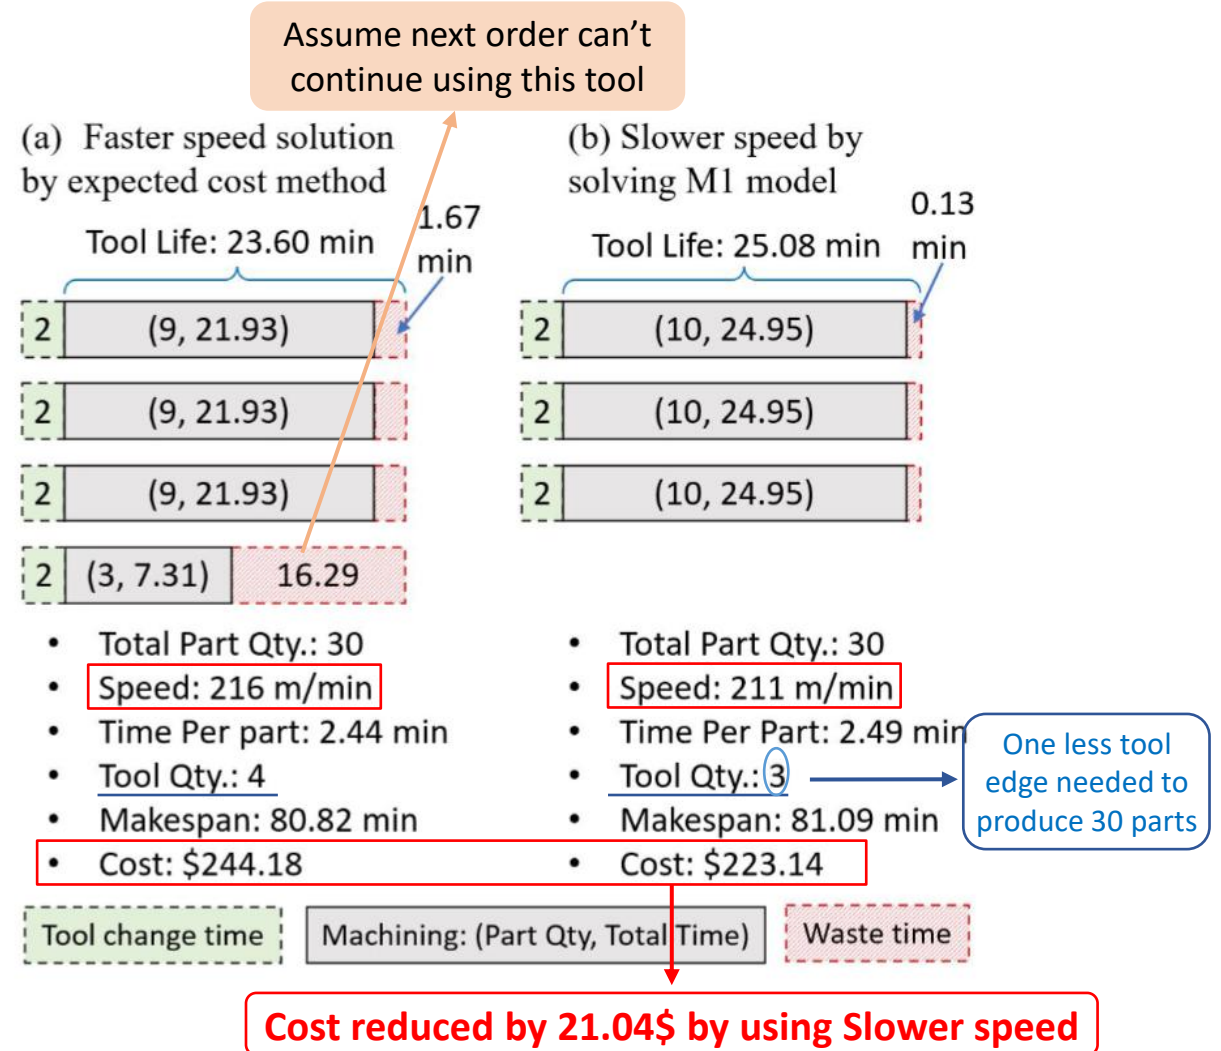 Assume next order can't
continue using this tool
(a) Faster speed solution
by expected cost method
(b) Slower speed by
solving M1 model
Tool Life: 23.60 min
1.67
min
Tool Life: 25.08 min
0.13
min
2
(9, 21.93)
2
(10, 24.95)
2
(9, 21.93)
2
(10, 24.95)
2
(9, 21.93)
2
(10, 24.95)
2
(3, 7.31)
16.29
• Total Part Qty.: 30
• Speed: 216 m/min
• Time Per part: 2.44 min
• Tool Qty.: 4
• Makespan: 80.82 min
• Cost: $244.18
• Total Part Qty.: 30
• Speed: 211 m/min
• Time Per Part: 2.49 min
• Tool Qty.: 3
• Makespan: 81.09 min
• Cost: $223.14
One less tool
edge needed to
produce 30 parts
Tool change time
Machining: (Part Qty, Total Time)
Waste time
Cost reduced by 21.04$ by using Slower speed